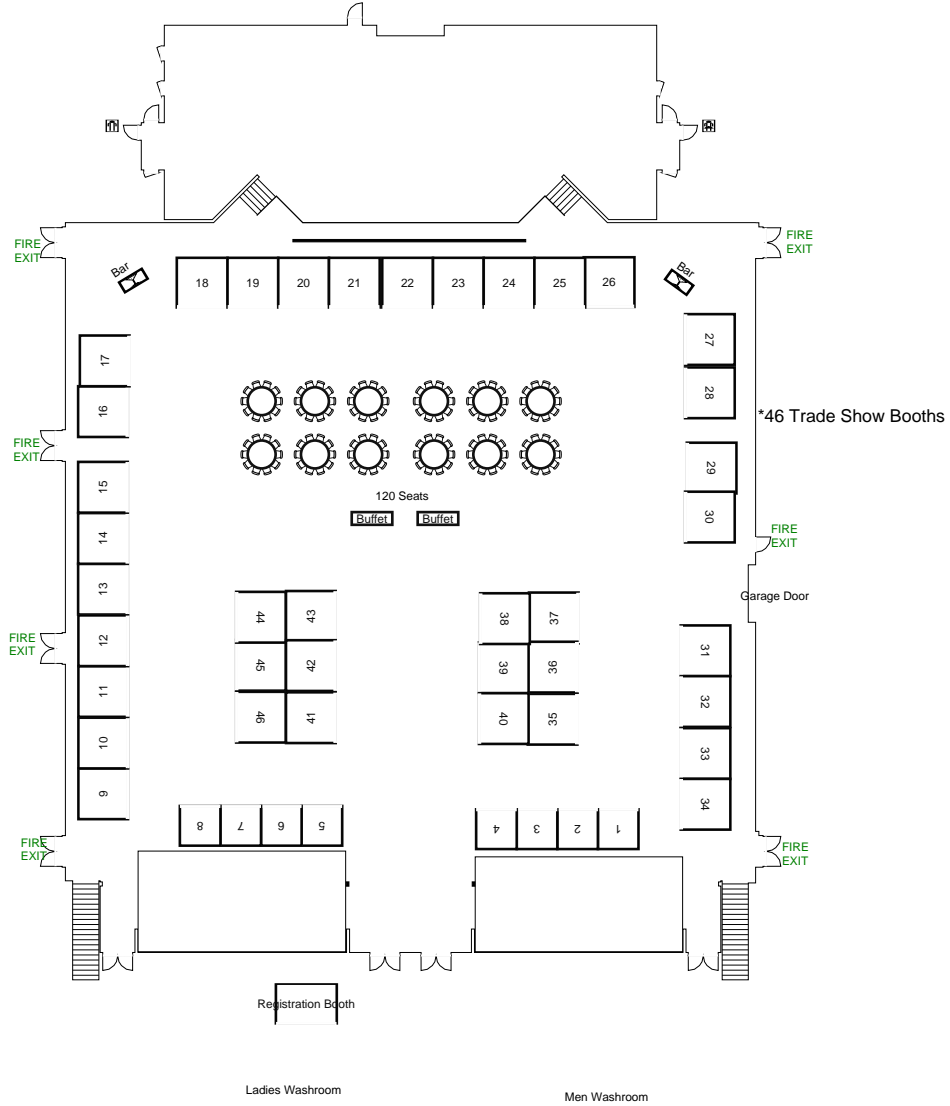 FIRE
EXIT
FIRE
EXIT
Bar
Bar
18 19 20 21 22 23 24 25 26
17
27
16
28
*46 Trade Show Booths
FIRE
EXIT
15
29
120 Seats
Buffet Buffet
30
14
FIRE
EXIT
13
Garage Door
44 43 38 37
12
31
FIRE
EXIT
45 42 39 36
11
32
46 41 40 35
10
33
9
34
8 7 6 5 4 3 2 1
FIRE
EXIT
FIRE
EXIT
Registration Booth
Ladies Washroom
Men Washroom